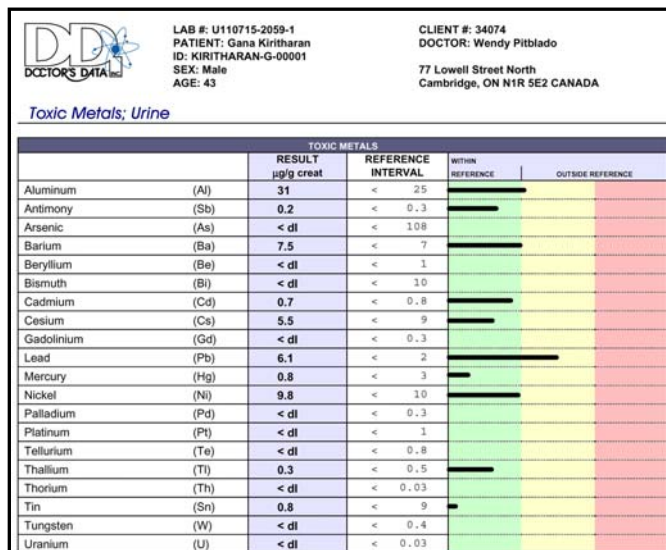 DDI
DOCTOR'S DATA INC.
LAB #: U110715-2059-1
PATIENT: Gana Kiritharan
ID: KIRITHARAN-G-00001
SEX: Male
AGE: 43
CLIENT #: 34074
DOCTOR: Wendy Pitblado
77 Lowell Street North
Cambridge, ON N1R 5E2 CANADA
Toxic Metals; Urine
TOXIC METALS
RESULT µg/g creat REFERENCE INTERVAL WITHIN REFERENCE OUTSIDE REFERENCE
Aluminum (Al) 31 < 25
Antimony (Sb) 0.2 < 0.3
Arsenic (As) < dl < 108
Barium (Ba) 7.5 < 7
Beryllium (Be) < dl < 1
Bismuth (Bi) < dl < 10
Cadmium (Cd) 0.7 < 0.8
Cesium (Cs) 5.5 < 9
Gadolinium (Gd) < dl < 0.3
Lead (Pb) 6.1 < 2
Mercury (Hg) 0.8 < 3
Nickel (Ni) 9.8 < 10
Palladium (Pd) < dl < 0.3
Platinum (Pt) < dl < 1
Tellurium (Te) < dl < 0.8
Thallium (Tl) 0.3 < 0.5
Thorium (Th) < dl < 0.03
Tin (Sn) 0.8 < 9
Tungsten (W) < dl < 0.4
Uranium (U) < dl < 0.03